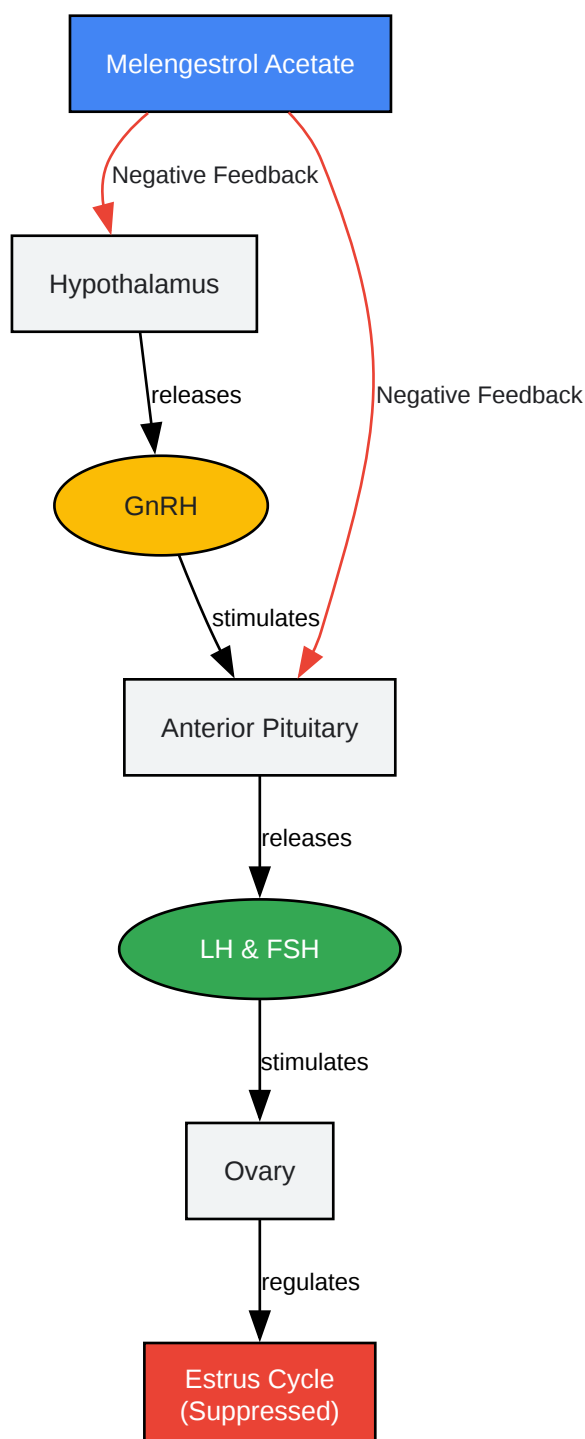 Melengestrol Acetate
Negative Feedback
Hypothalamus
releases
Negative Feedback
GnRH
stimulates
Anterior Pituitary
releases
LH & FSH
stimulates
Ovary
regulates
Estrus Cycle
(Suppressed)